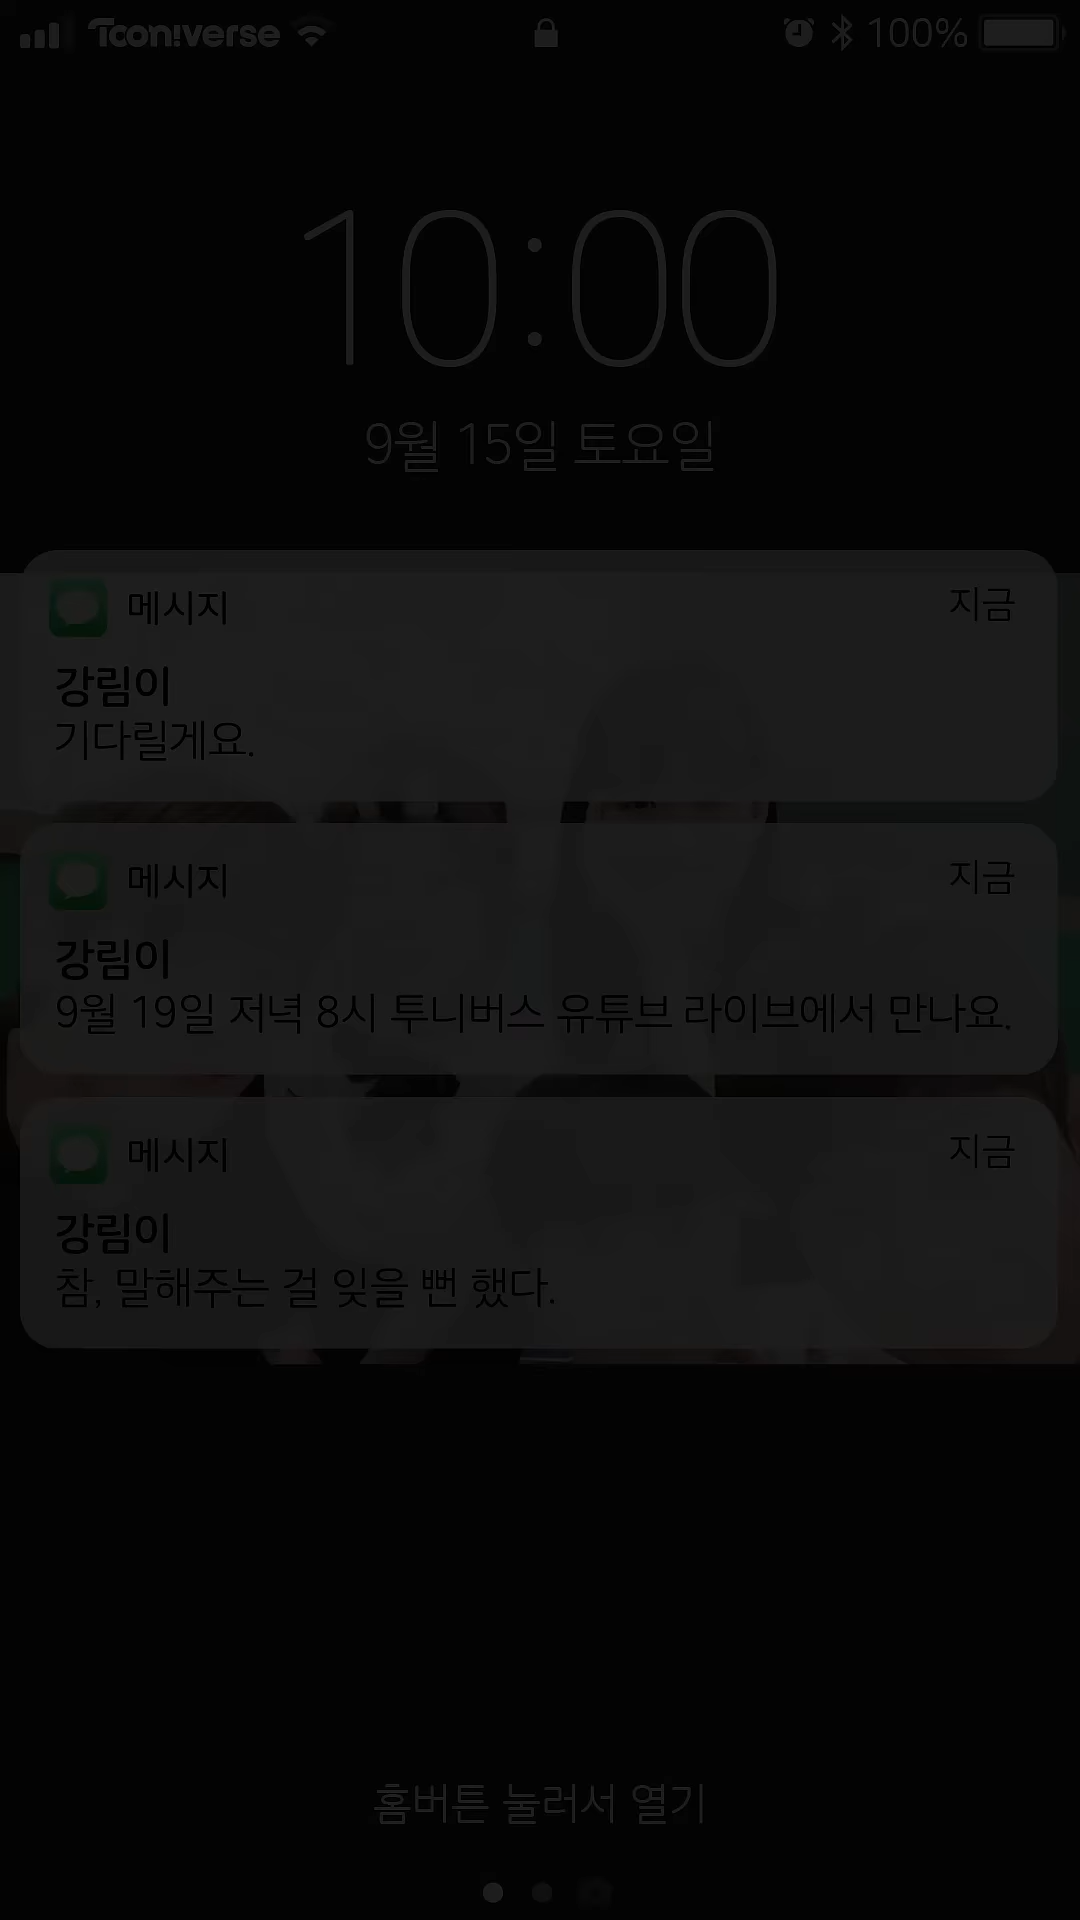 Tooniverse 100%
10:00
9월 15일 토요일
메시지 지금
강림이
기다릴게요.
메시지 지금
강림이
9월 19일 저녁 8시 투니버스 유튜브 라이브에서 만나요.
메시지 지금
강림이
참, 말해주는 걸 잊을 뻔 했다.
홈버튼 눌러서 열기